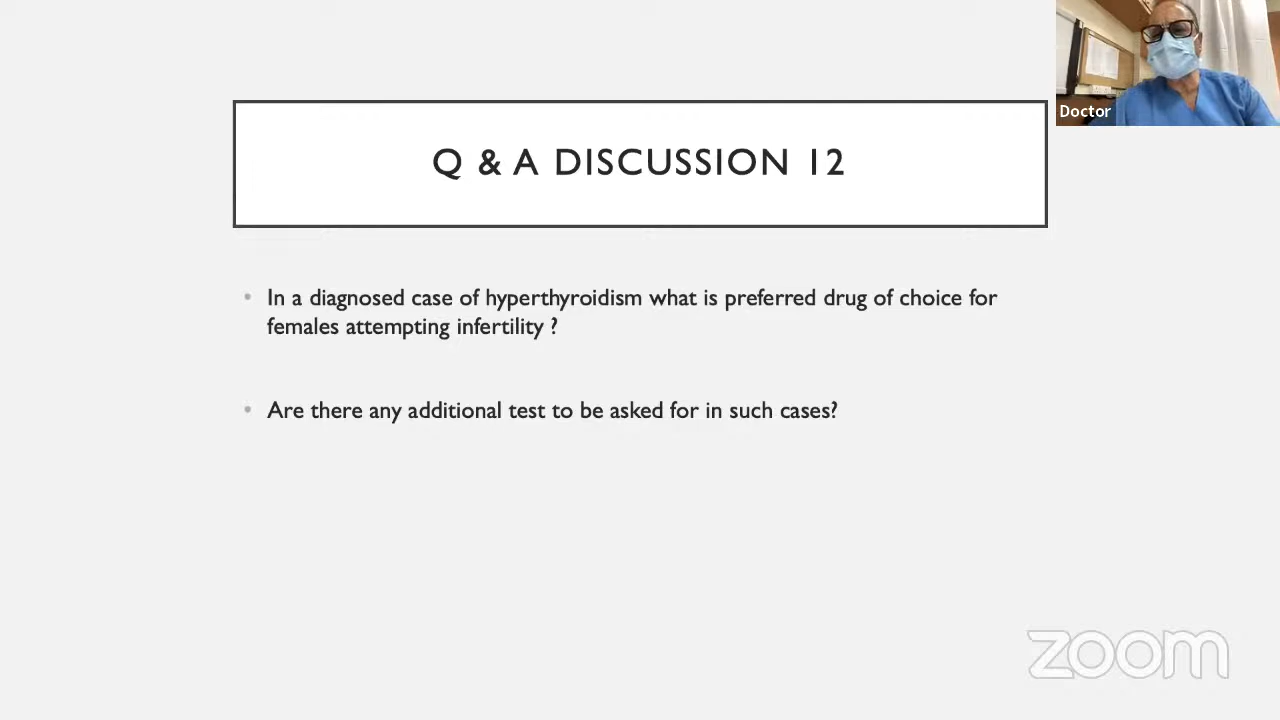 Doctor
Q & A DISCUSSION 12
• In a diagnosed case of hyperthyroidism what is preferred drug of choice for
females attempting infertility ?
• Are there any additional test to be asked for in such cases?
zoom